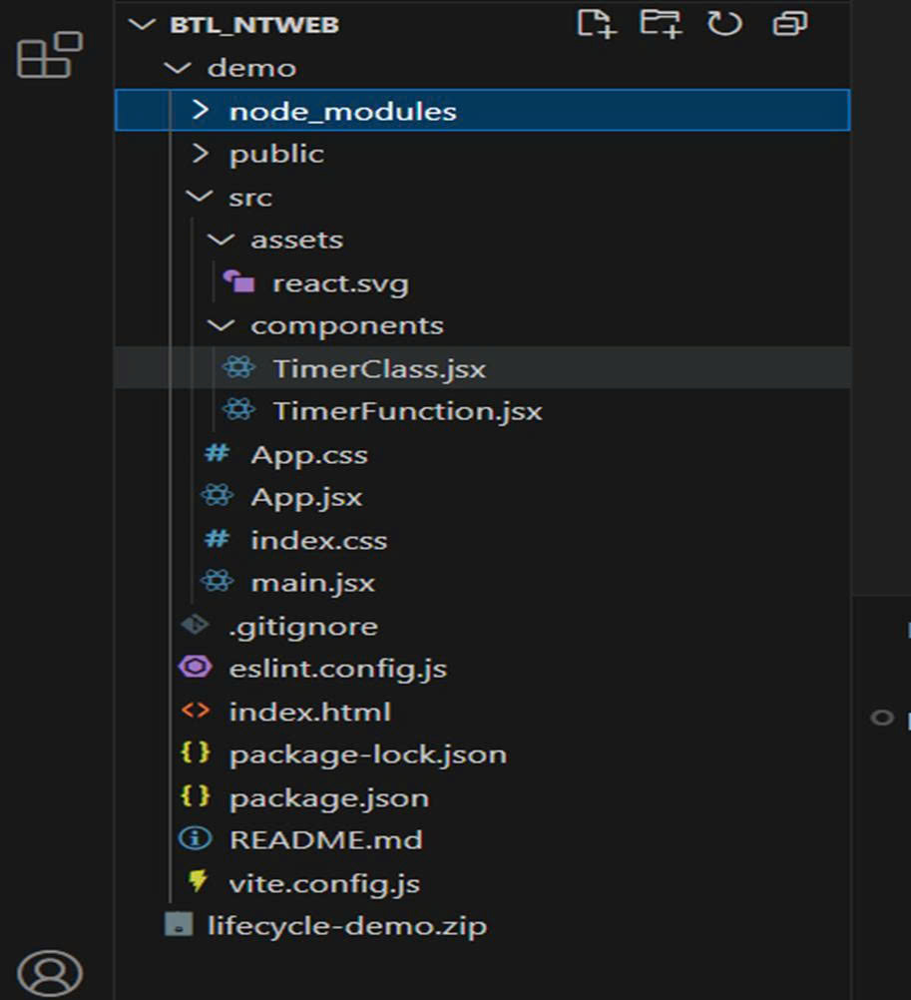 BTL_NTWEB
demo
node_modules
public
src
assets
react.svg
components
TimerClass.jsx
TimerFunction.jsx
App.css
App.jsx
index.css
main.jsx
.gitignore
eslint.config.js
index.html
package-lock.json
package.json
README.md
vite.config.js
lifecycle-demo.zip